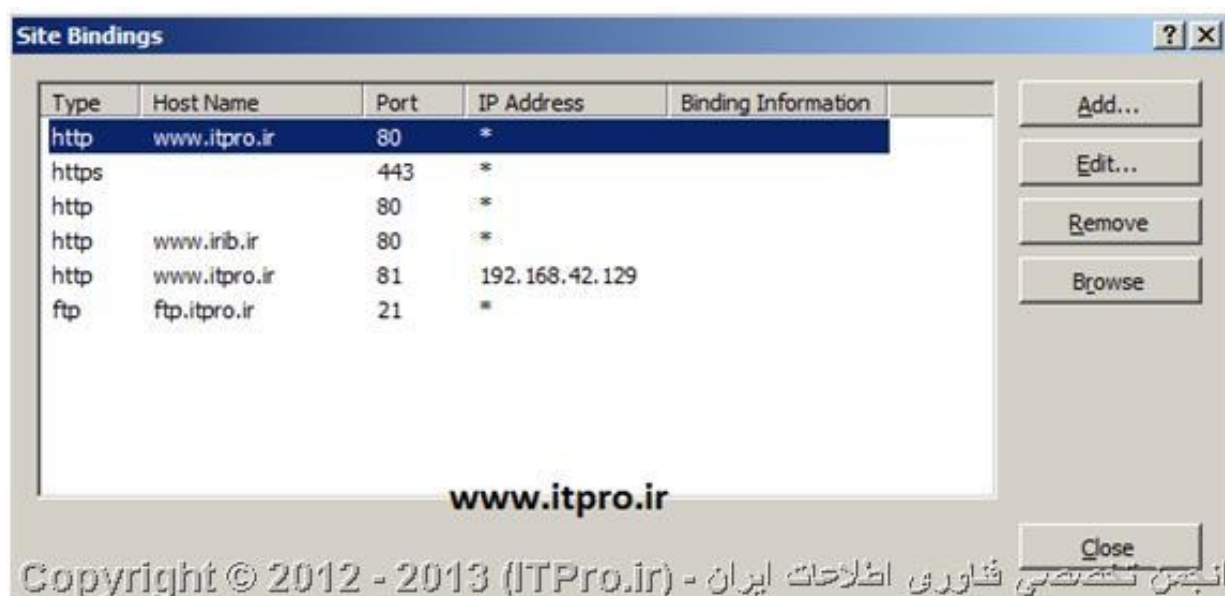 Site Bindings
Type Host Name Port IP Address Binding Information
http www.itpro.ir 80 *
https 443 *
http 80 *
http www.irib.ir 80 *
http www.itpro.ir 81 192.168.42.129
ftp ftp.itpro.ir 21 *
Add...
Edit...
Remove
Browse
www.itpro.ir
Close
Copyright © 2012 - 2013 (ITPro.ir) - انجمن تخصصی فناوری اطلاعات ایران